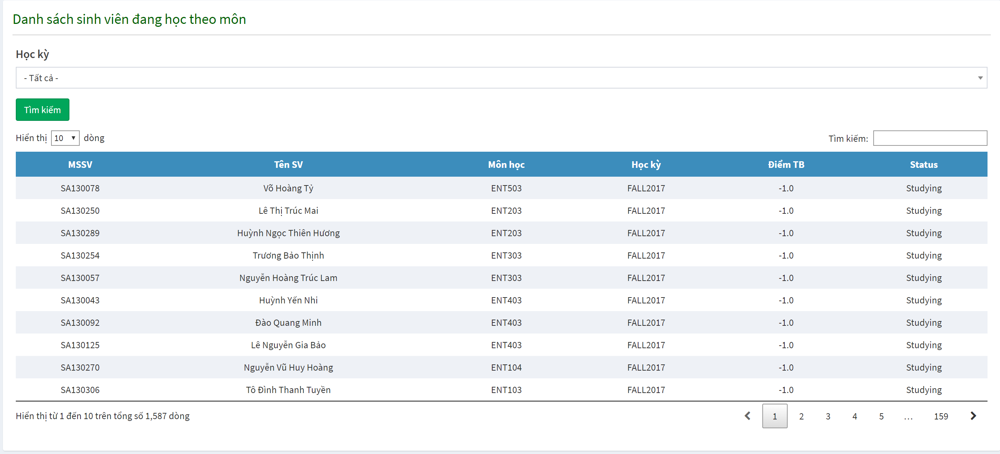 Danh sách sinh viên đang học theo môn
Học kỳ
- Tất cả -
Tìm kiếm
Hiển thị 10 dòng Tìm kiếm:
MSSV Tên SV Môn học Học kỳ Điểm TB Status
SA130078 Võ Hoàng Tỷ ENT503 FALL2017 -1.0 Studying
SA130250 Lê Thị Trúc Mai ENT203 FALL2017 -1.0 Studying
SA130289 Huỳnh Ngọc Thiên Hương ENT203 FALL2017 -1.0 Studying
SA130254 Trương Bảo Thịnh ENT303 FALL2017 -1.0 Studying
SA130057 Nguyễn Hoàng Trúc Lam ENT303 FALL2017 -1.0 Studying
SA130043 Huỳnh Yến Nhi ENT403 FALL2017 -1.0 Studying
SA130092 Đào Quang Minh ENT403 FALL2017 -1.0 Studying
SA130125 Lê Nguyễn Gia Bảo ENT403 FALL2017 -1.0 Studying
SA130270 Nguyễn Vũ Huy Hoàng ENT104 FALL2017 -1.0 Studying
SA130306 Tô Đình Thanh Tuyền ENT103 FALL2017 -1.0 Studying
Hiển thị từ 1 đến 10 trên tổng số 1,587 dòng 1 2 3 4 5 ... 159